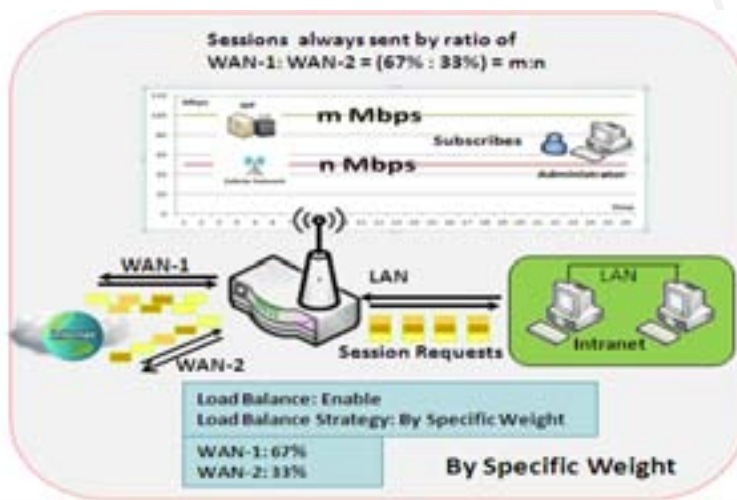 Sessions always sent by ratio of
WAN-1: WAN-2 = (67% : 33%) = m:n
m Mbps
Subscribes
n Mbps
Administrator
WAN-1
LAN
LAN
Internet
Intranet
Session Requests
WAN-2
Load Balance: Enable
Load Balance Strategy: By Specific Weight
WAN-1: 67%
WAN-2: 33%
By Specific Weight